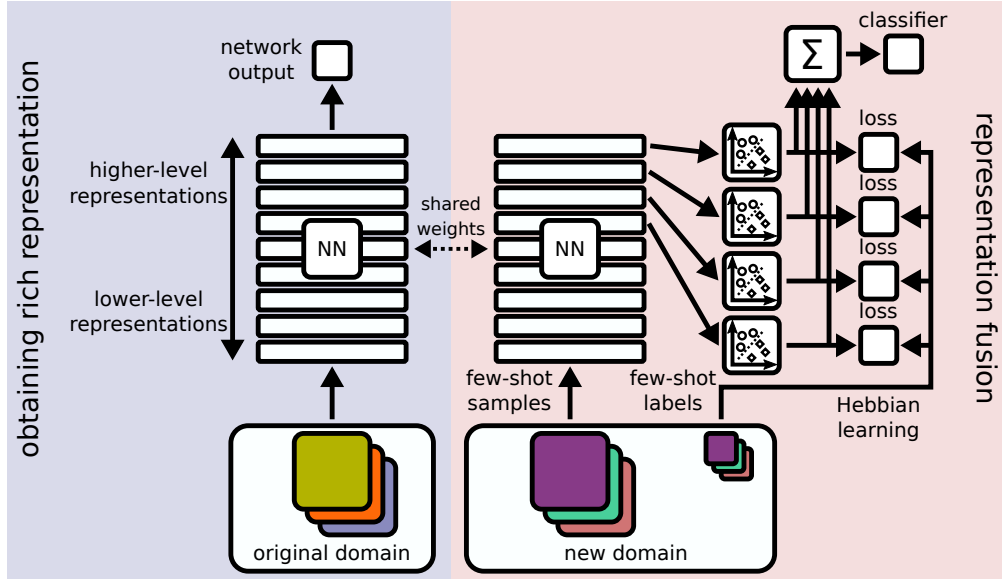 obtaining rich representation
network
output
higher-level
representations
lower-level
representations
NN
original domain
shared
weights
NN
few-shot
samples
few-shot
labels
new domain
Σ
classifier
loss
loss
loss
loss
Hebbian
learning
representation fusion